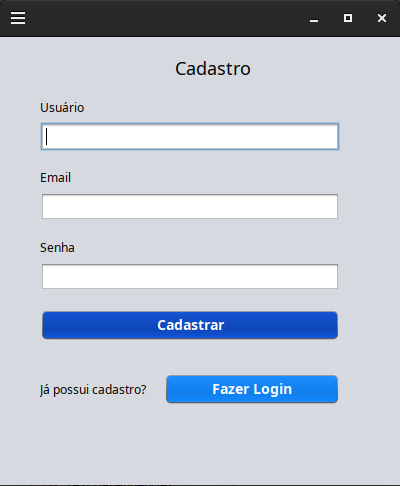 Cadastro
Usuário
Email
Senha
Cadastrar
Já possui cadastro?
Fazer Login